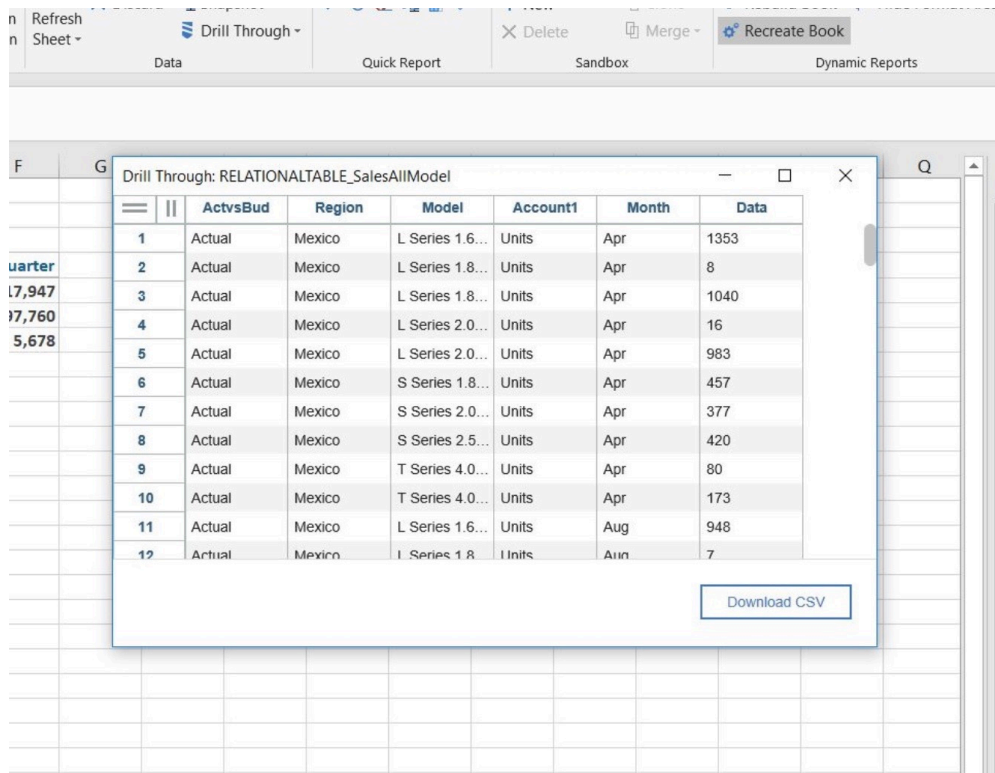 Refresh
Sheet
Drill Through
Delete
Merge
Recreate Book
Data
Quick Report
Sandbox
Dynamic Reports
F
G
Q
Drill Through: RELATIONALTABLE_SalesAllModel
ActvsBud Region Model Account1 Month Data
1 Actual Mexico L Series 1.6... Units Apr 1353
2 Actual Mexico L Series 1.8... Units Apr 8
3 Actual Mexico L Series 1.8... Units Apr 1040
4 Actual Mexico L Series 2.0... Units Apr 16
5 Actual Mexico L Series 2.0... Units Apr 983
6 Actual Mexico S Series 1.8... Units Apr 457
7 Actual Mexico S Series 2.0... Units Apr 377
8 Actual Mexico S Series 2.5... Units Apr 420
9 Actual Mexico T Series 4.0... Units Apr 80
10 Actual Mexico T Series 4.0... Units Apr 173
11 Actual Mexico L Series 1.6... Units Aug 948
12 Actual Mexico L Series 1.8 Units Aug 7
uarter
17,947
97,760
5,678
Download CSV